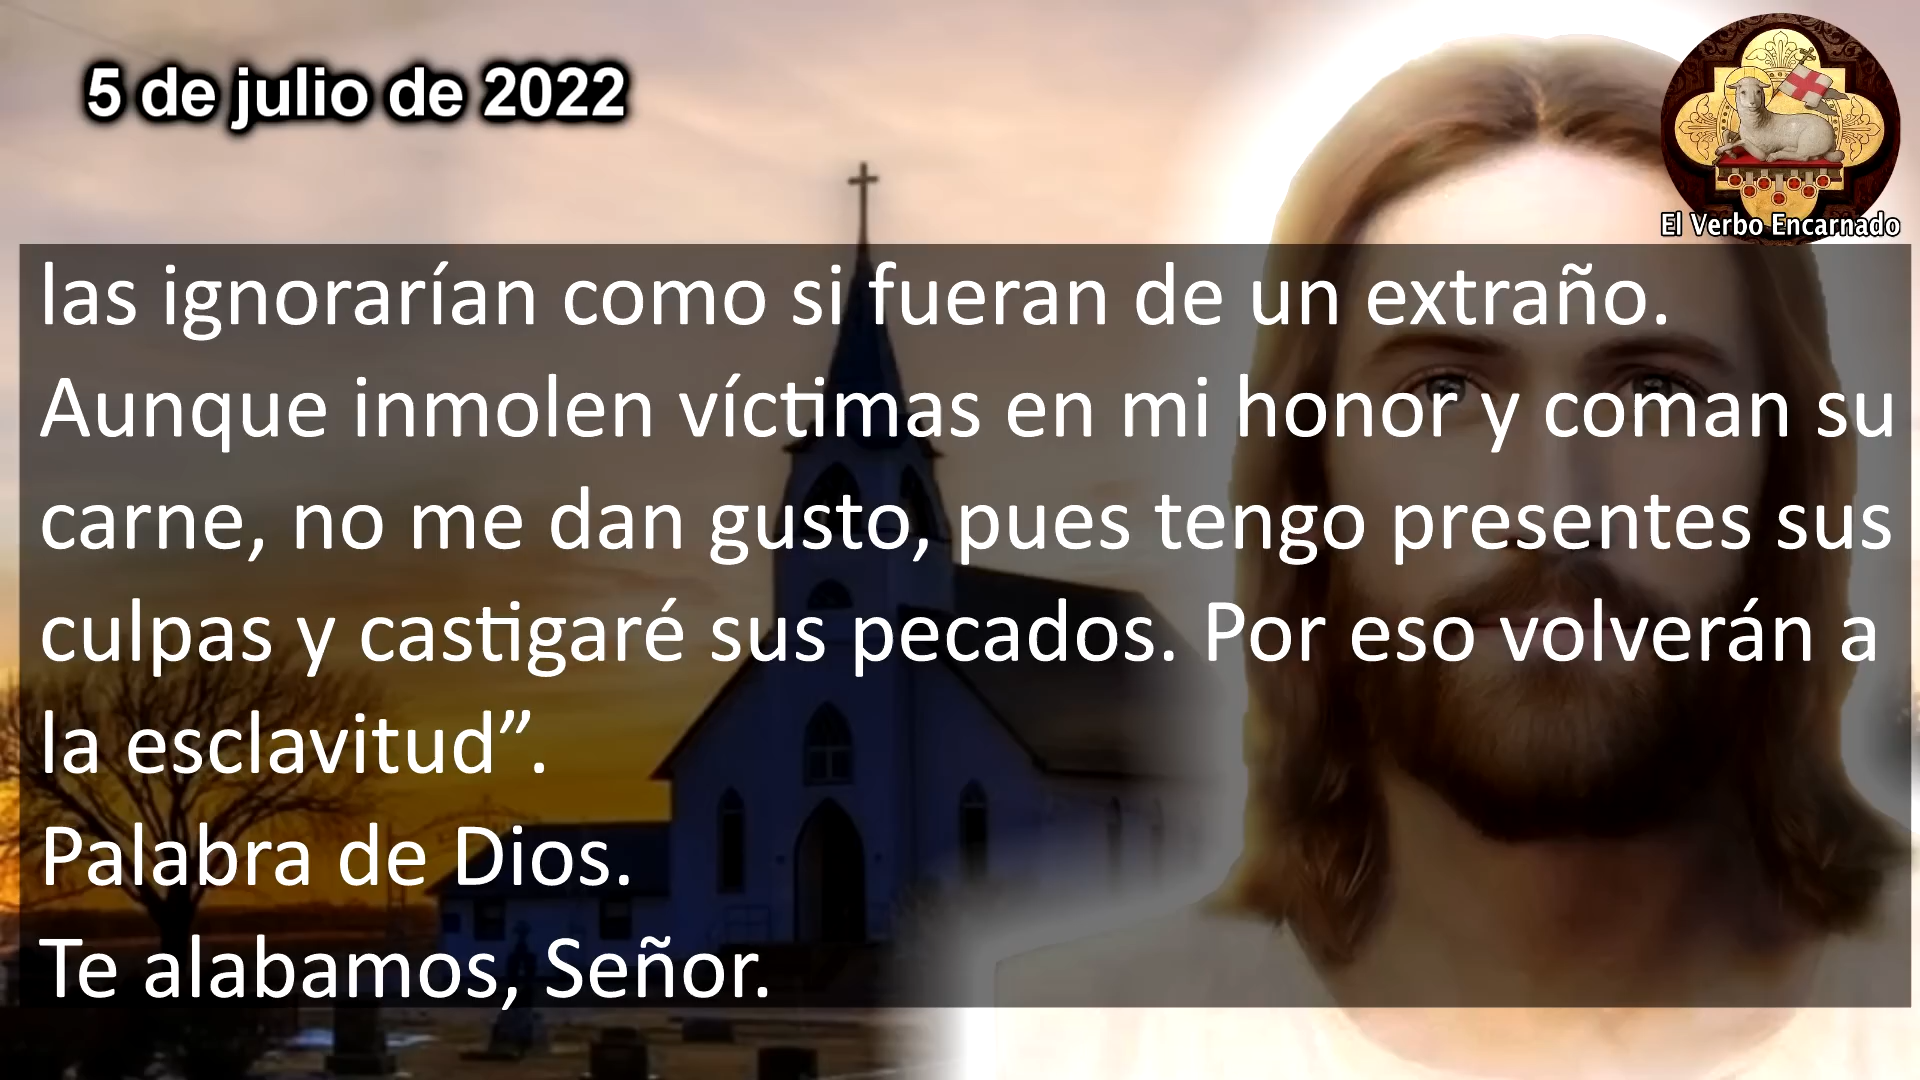 5 de julio de 2022
El Verbo Encarnado
las ignorarían como si fueran de un extraño.
Aunque inmolen víctimas en mi honor y coman su
carne, no me dan gusto, pues tengo presentes sus
culpas y castigaré sus pecados. Por eso volverán a
la esclavitud”.
Palabra de Dios.
Te alabamos, Señor.